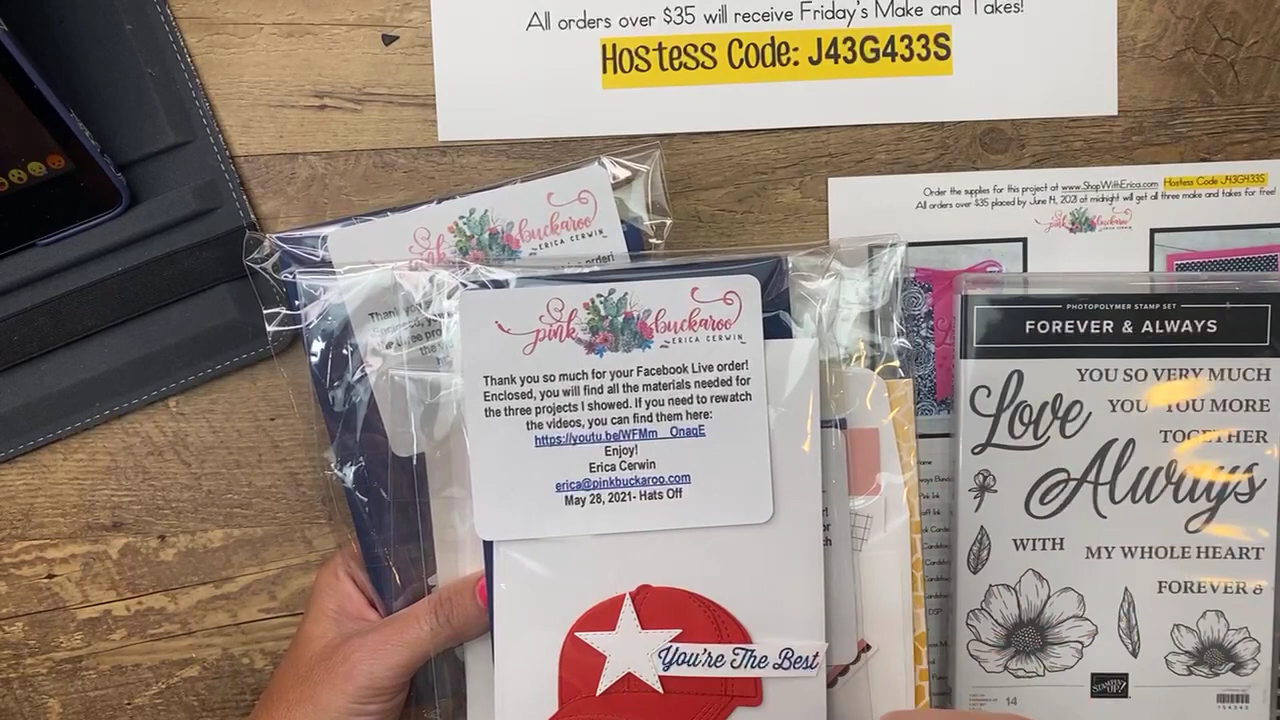 All orders over $35 will receive Friday's Make and Takes!
Hostess Code: J43G433S
Order the supplies for this project at www.ShopWithErica.com Hostess Code J43G433S
All orders over $35 placed by June 14, 2021 at midnight will get all three make and takes for free!
pink buckaroo
ERICA CERWIN
pink buckaroo
ERICA CERWIN
Thank you so much for your Facebook Live order!
Enclosed, you will find all the materials needed for
the three projects I showed. If you need to rewatch
the videos, you can find them here:
https://youtu.be/WFMm__OnaqE
Enjoy!
Erica Cerwin
erica@pinkbuckaroo.com
May 28, 2021- Hats Off
You're The Best
PHOTOPOLYMER STAMP SET
FOREVER & ALWAYS
YOU SO VERY MUCH
Love
YOU YOU MORE
TOGETHER
Always
WITH
MY WHOLE HEART
FOREVER &
STAMPIN' UP!
14